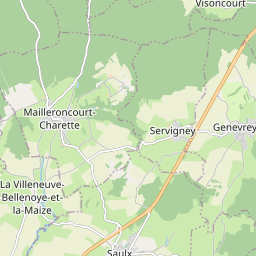 Visoncourt
Mailleroncourt-
Charette
Servigney
Genevrey
La Villeneuve-
Bellenoye-et-
la-Maize
Saulx